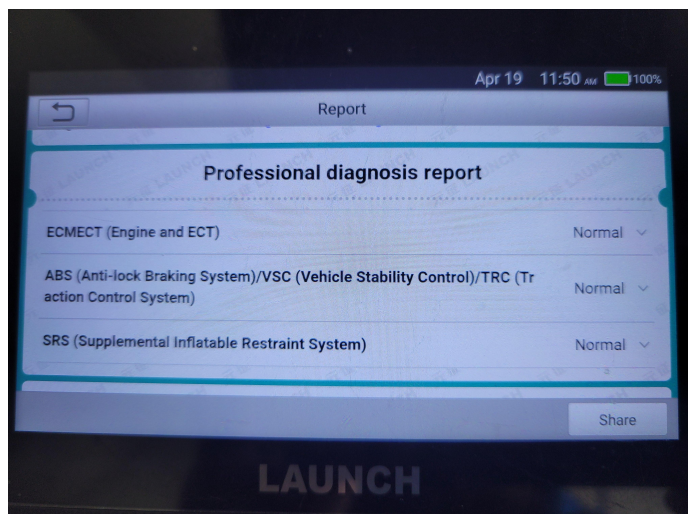 Apr 19 11:50 AM 100%
Report
Professional diagnosis report
ECMECT (Engine and ECT)
Normal
ABS (Anti-lock Braking System)/VSC (Vehicle Stability Control)/TRC (Tr
action Control System)
Normal
SRS (Supplemental Inflatable Restraint System)
Normal
Share
LAUNCH